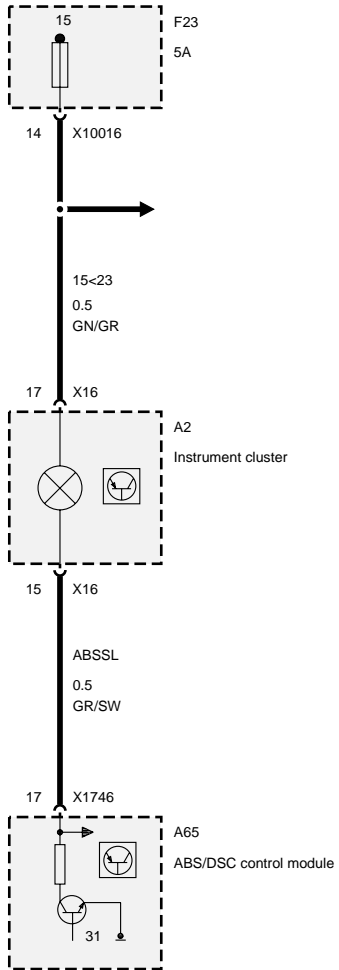 15
F23
5A
14 X10016
15<23
0.5
GN/GR
17 X16
A2
Instrument cluster
15 X16
ABSSL
0.5
GR/SW
17 X1746
A65
ABS/DSC control module
31